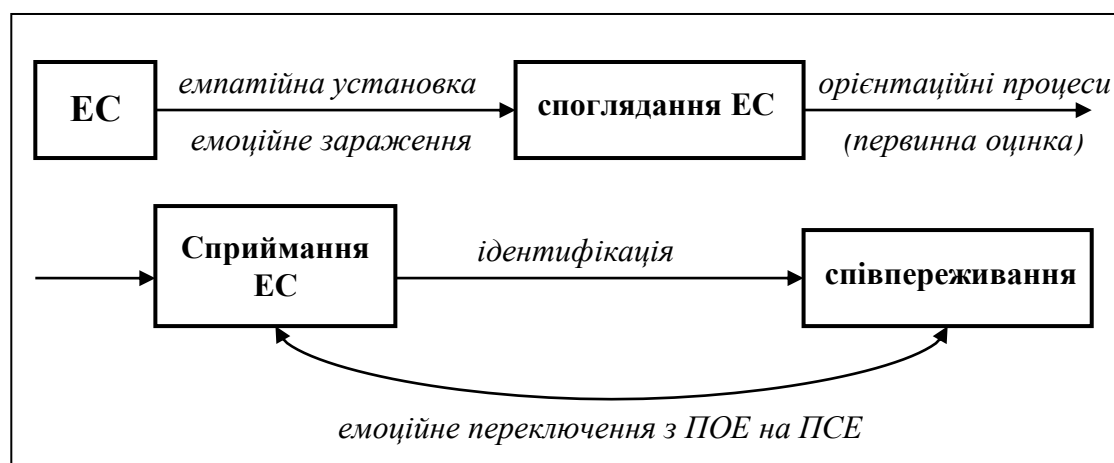 ЕС
емпатійна установка
емоційне зараження
споглядання ЕС
орієнтаційні процеси
(первинна оцінка)
Сприймання
ЕС
ідентифікація
співпереживання
емоційне переключення з ПОЕ на ПСЕ